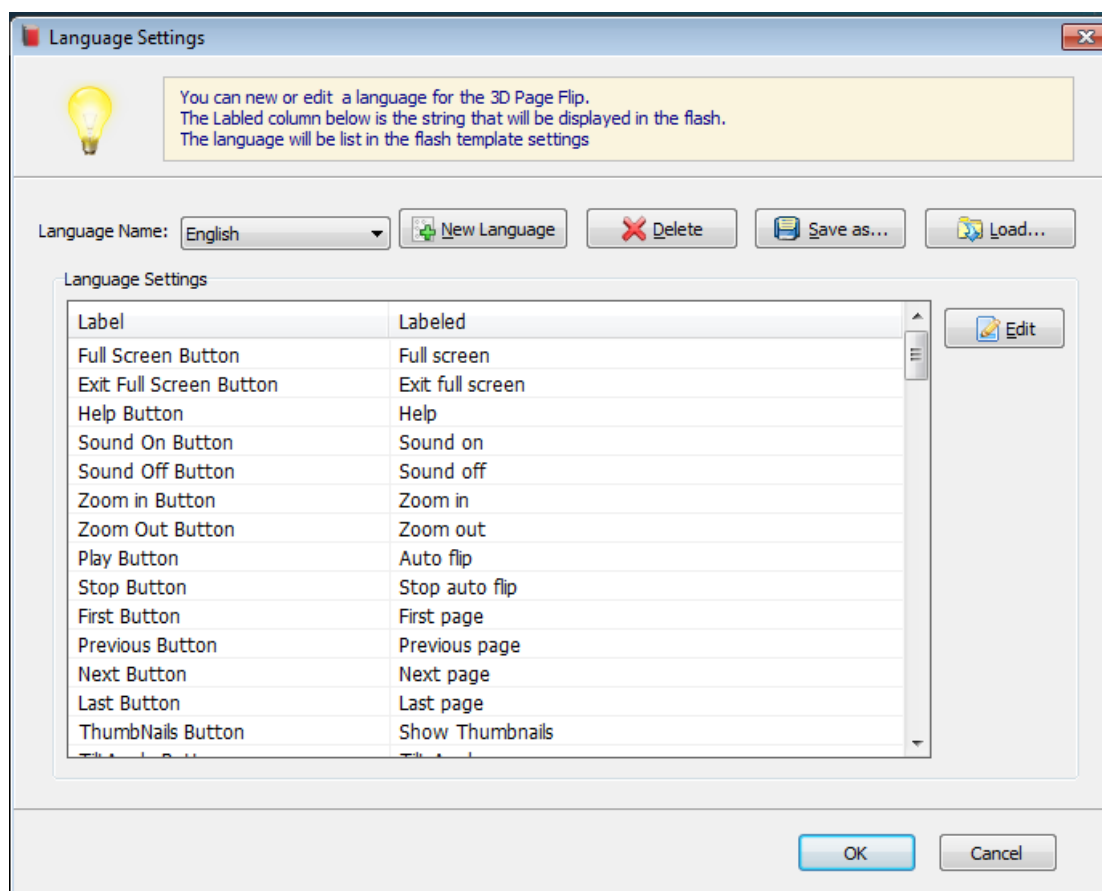 Language Settings
You can new or edit a language for the 3D Page Flip.
The Labled column below is the string that will be displayed in the flash.
The language will be list in the flash template settings
Language Name: English New Language Delete Save as... Load...
Language Settings
Label Labeled
Edit
Full Screen Button Full screen
Exit Full Screen Button Exit full screen
Help Button Help
Sound On Button Sound on
Sound Off Button Sound off
Zoom in Button Zoom in
Zoom Out Button Zoom out
Play Button Auto flip
Stop Button Stop auto flip
First Button First page
Previous Button Previous page
Next Button Next page
Last Button Last page
ThumbNails Button Show Thumbnails
OK Cancel